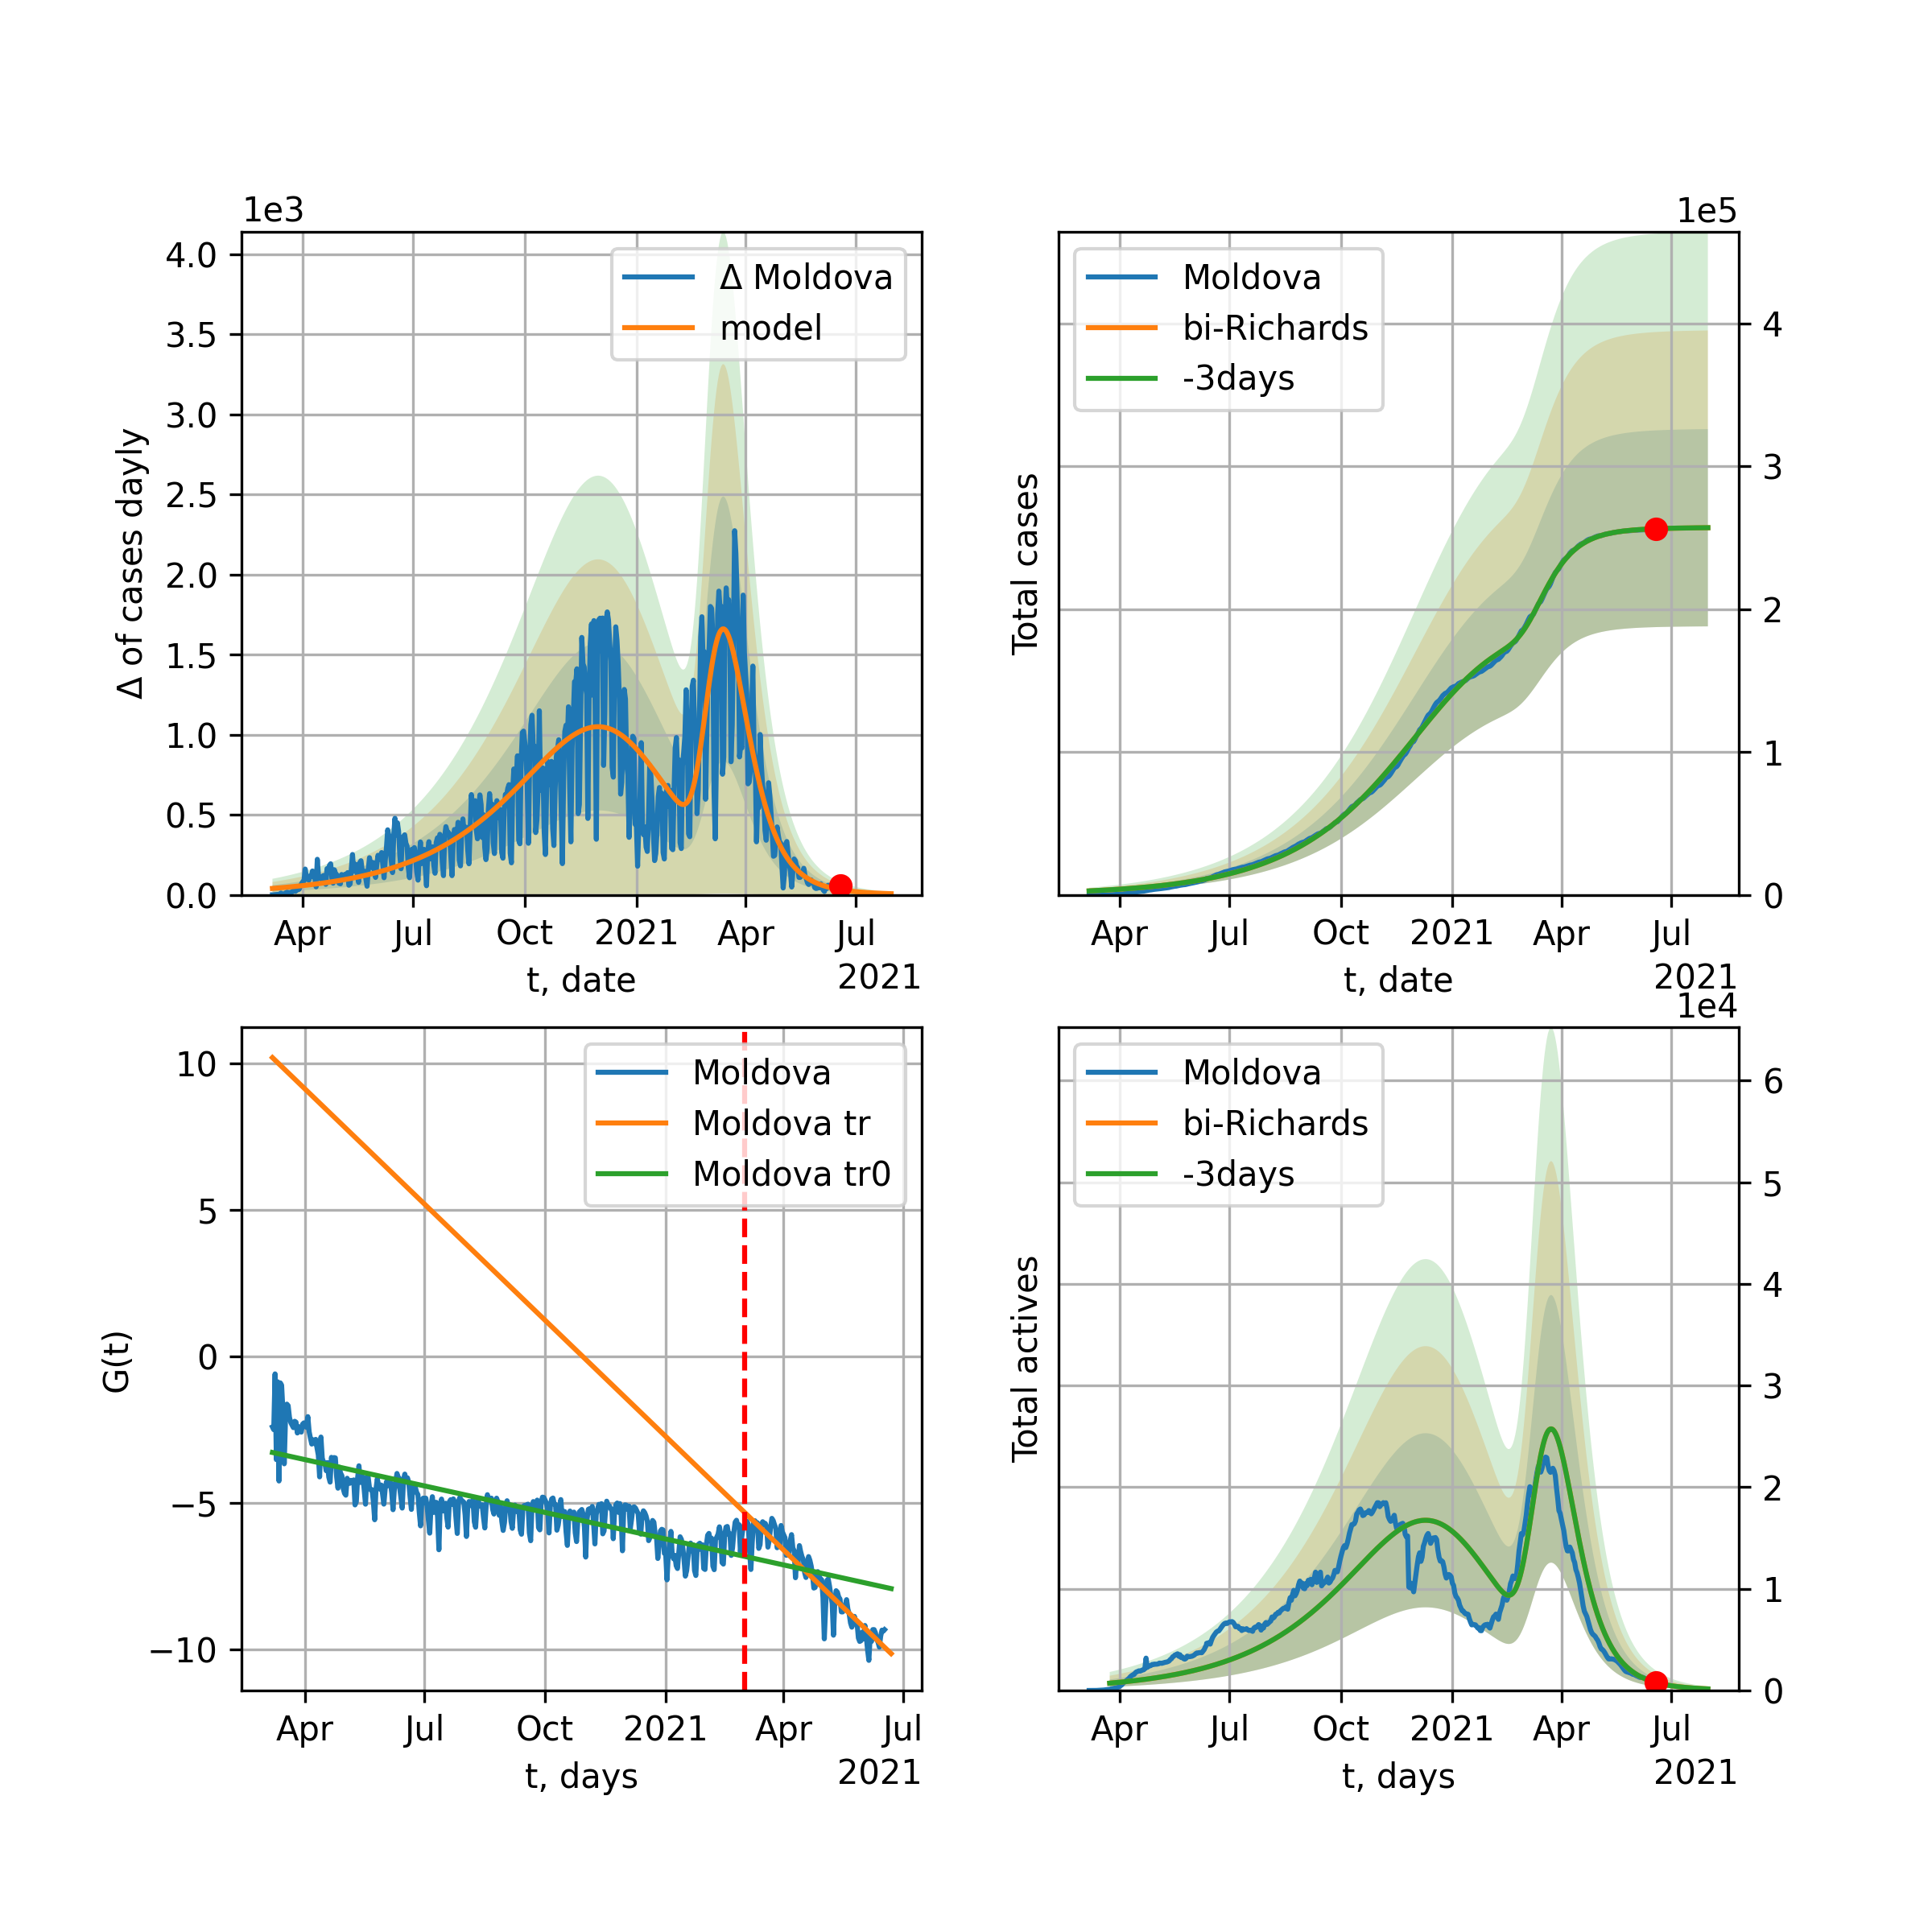 1e3
4.0
3.5
3.0
2.5
2.0
1.5
1.0
0.5
0.0
Δ of cases dayly
Δ Moldova
model
Apr Jul Oct 2021 Apr Jul
t, date
2021
1e5
Moldova
bi-Richards
-3days
Total cases
4
3
2
1
0
Apr Jul Oct 2021 Apr Jul
t, date
2021
10
5
0
−5
−10
G(t)
Moldova
Moldova tr
Moldova tr0
Apr Jul Oct 2021 Apr Jul
t, days
2021
1e4
Moldova
bi-Richards
-3days
Total actives
6
5
4
3
2
1
0
Apr Jul Oct 2021 Apr Jul
t, days
2021